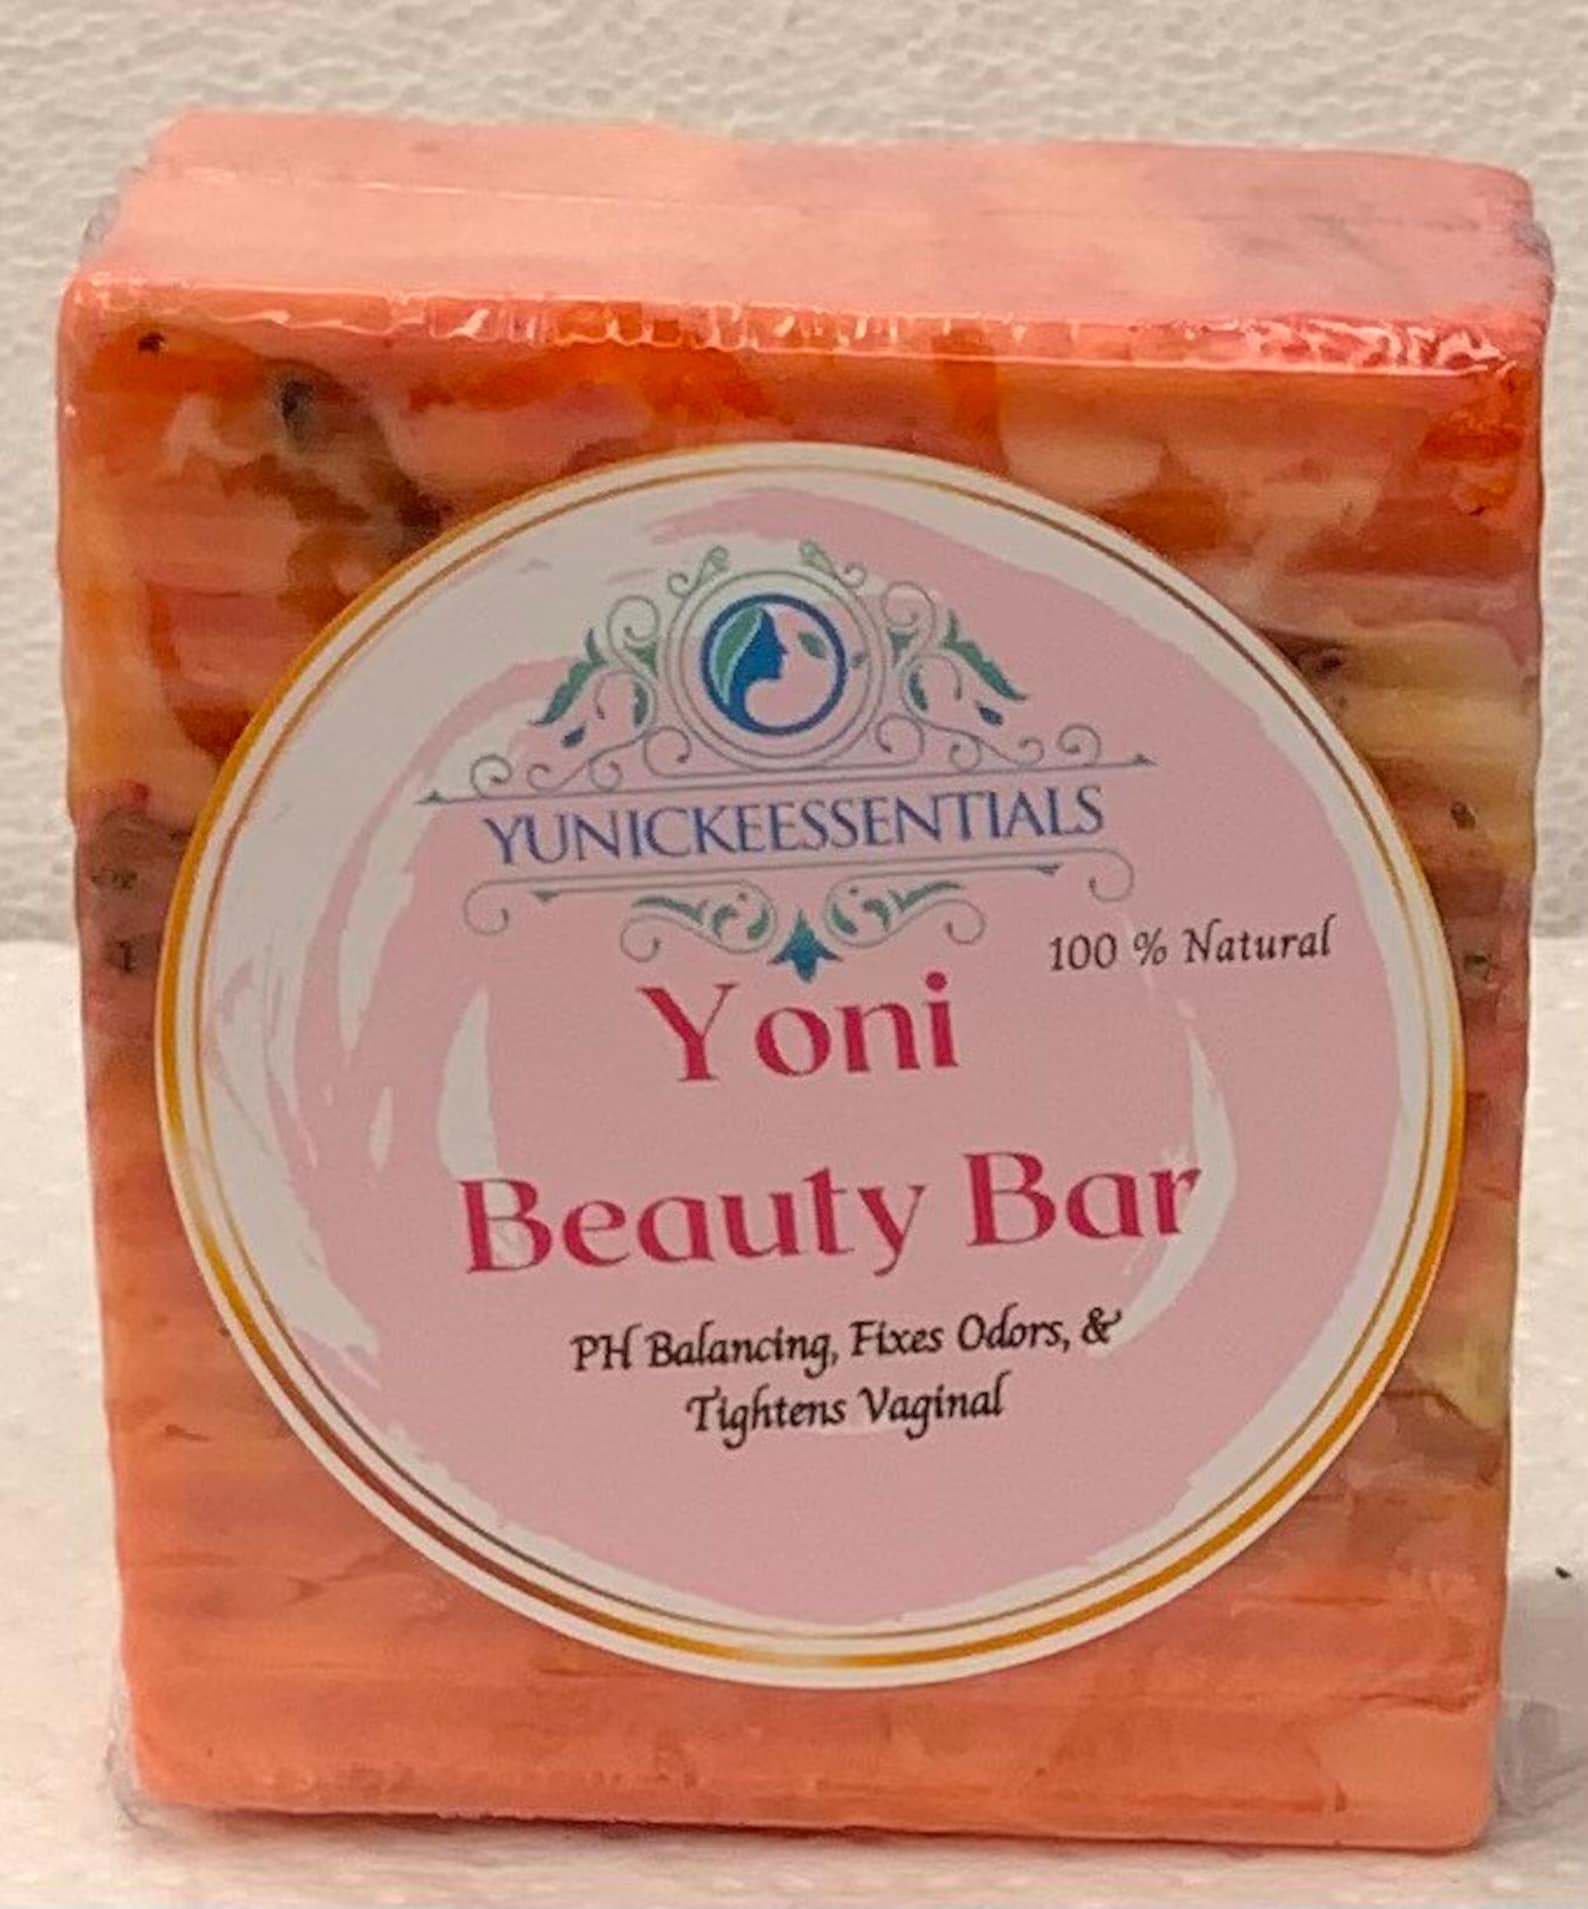 YUNICKEESSENTIALS
100 % Natural
Yoni
Beauty Bar
PH Balancing, Fixes Odors, &
Tightens Vaginal